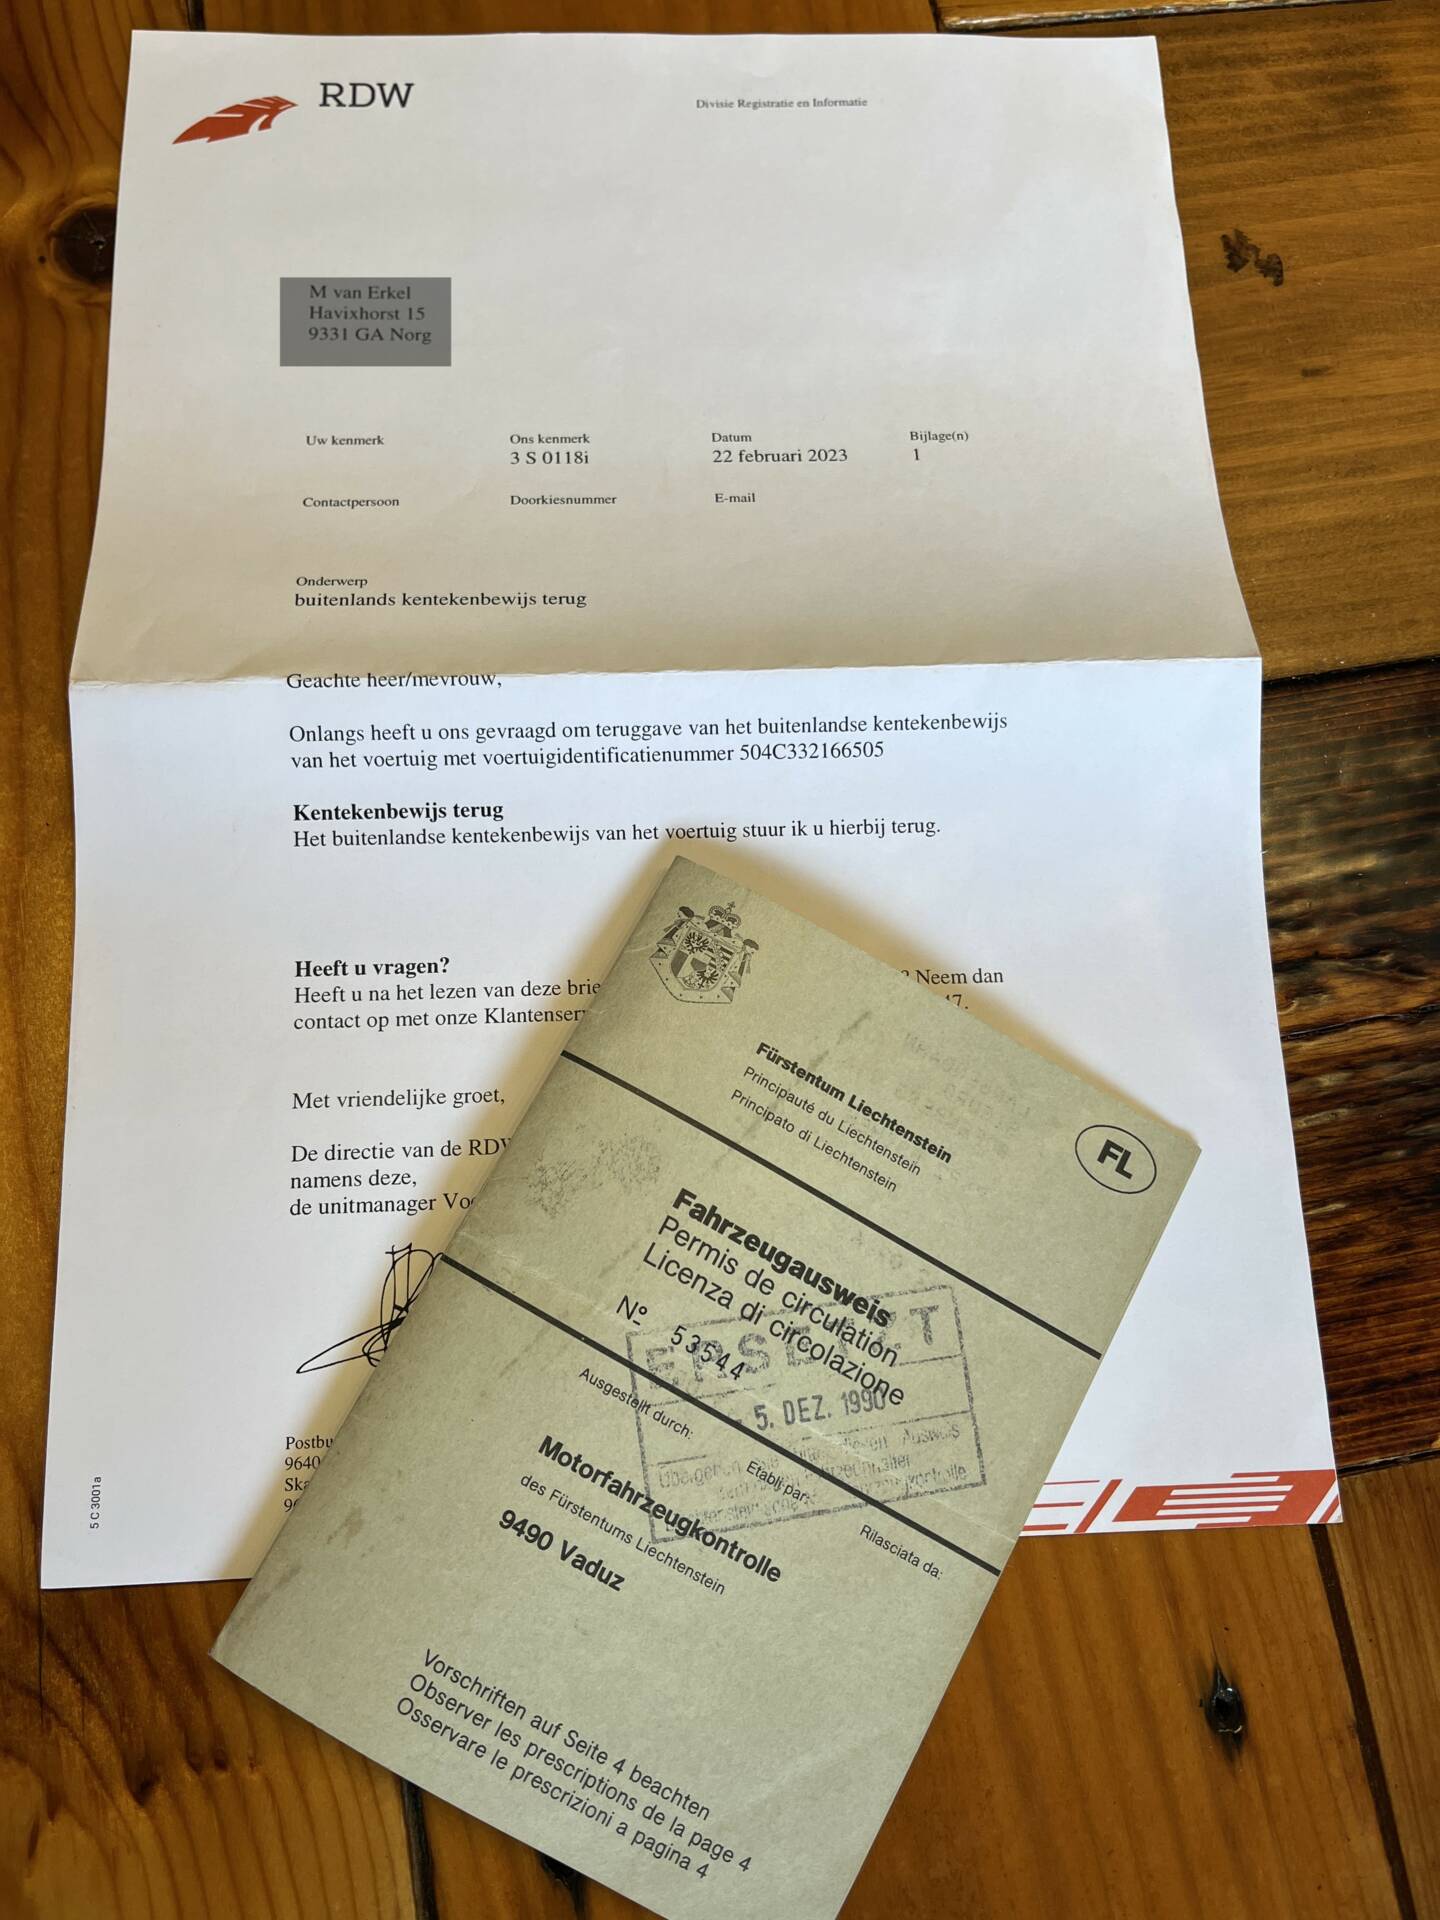 RDW
Divisie Registratie en Informatie
M van Erkel
Havixhorst 15
9331 GA Norg
Uw kenmerk
Ons kenmerk
3 S 0118i
Datum
22 februari 2023
Bijlage(n)
1
Contactpersoon
Doorkiesnummer
E-mail
Onderwerp
buitenlands kentekenbewijs terug
Geachte heer/mevrouw,
Onlangs heeft u ons gevraagd om teruggave van het buitenlandse kentekenbewijs
van het voertuig met voertuigidentificatienummer 504C332166505
Kentekenbewijs terug
Het buitenlandse kentekenbewijs van het voertuig stuur ik u hierbij terug.
Heeft u vragen?
Heeft u na het lezen van deze brie ? Neem dan
contact op met onze Klantenser 47.
Met vriendelijke groet,
De directie van de RDW
namens deze,
de unitmanager Vo
Postbu
9640
Ska
5 C 3001a
Fürstentum Liechtenstein
Principauté du Liechtenstein
Principato di Liechtenstein
FL
Fahrzeugausweis
Permis de circulation
Licenza di circolazione
Nº 53544
ERSETZT
5. DEZ. 1990
Ausgestellt durch:
Etabli par:
Rilasciata da:
Motorfahrzeugkontrolle
des Fürstentums Liechtenstein
9490 Vaduz
Vorschriften auf Seite 4 beachten
Observer les prescriptions de la page 4
Osservare le prescrizioni a pagina 4